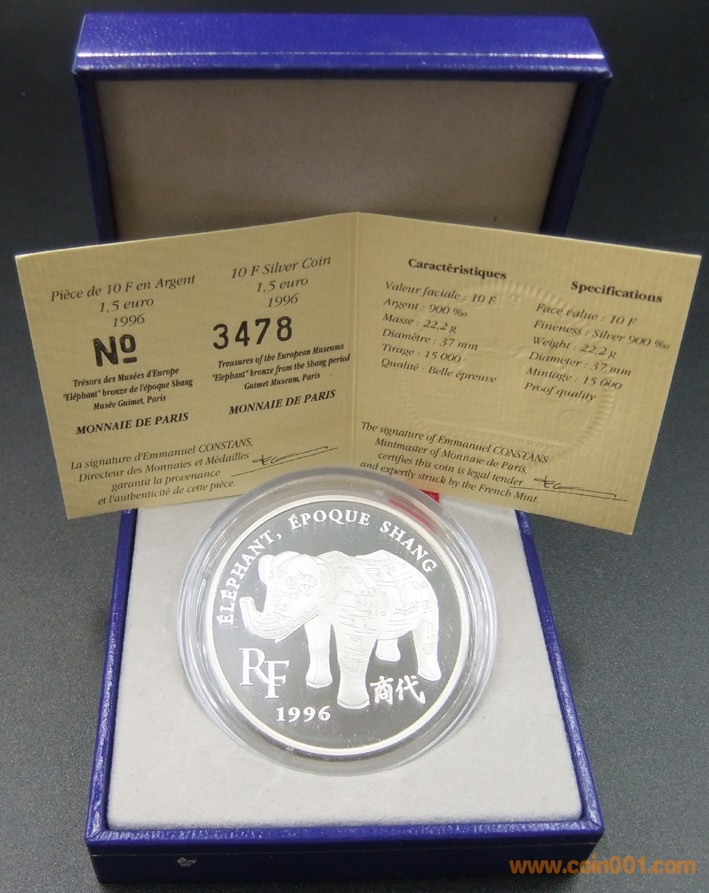 Pièce de 10 F en Argent
1,5 euro
1996
10 F Silver Coin
1,5 euro
1996
Nº 3478
Trésors des Musées d'Europe
"Eléphant" bronze de l'époque Shang
Musée Guimet, Paris
MONNAIE DE PARIS
Treasures of the European Museums
"Elephant" bronze from the Shang period
Guimet Museum, Paris
MONNAIE DE PARIS
La signature d'Emmanuel CONSTANS,
Directeur des Monnaies et Médailles
garantit la provenance
et l'authenticité de cette pièce.
Caractéristiques
Valeur faciale : 10 F
Argent : 900 ‰
Masse : 22.2 g
Diamètre : 37 mm
Tirage : 15 000
Qualité : Belle épreuve
Specifications
Face value : 10 F
Fineness : Silver 900 ‰
Weight : 22,2 g
Diameter : 37 mm
Mintage : 15 000
Proof quality
The signature of Emmanuel CONSTANS
Mintmaster of Monnaie de Paris,
certifies this coin is legal tender
and expertly struck by the French Mint.
ÉLÉPHANT, ÉPOQUE SHANG
RF
商代
1996
www.coin001.com